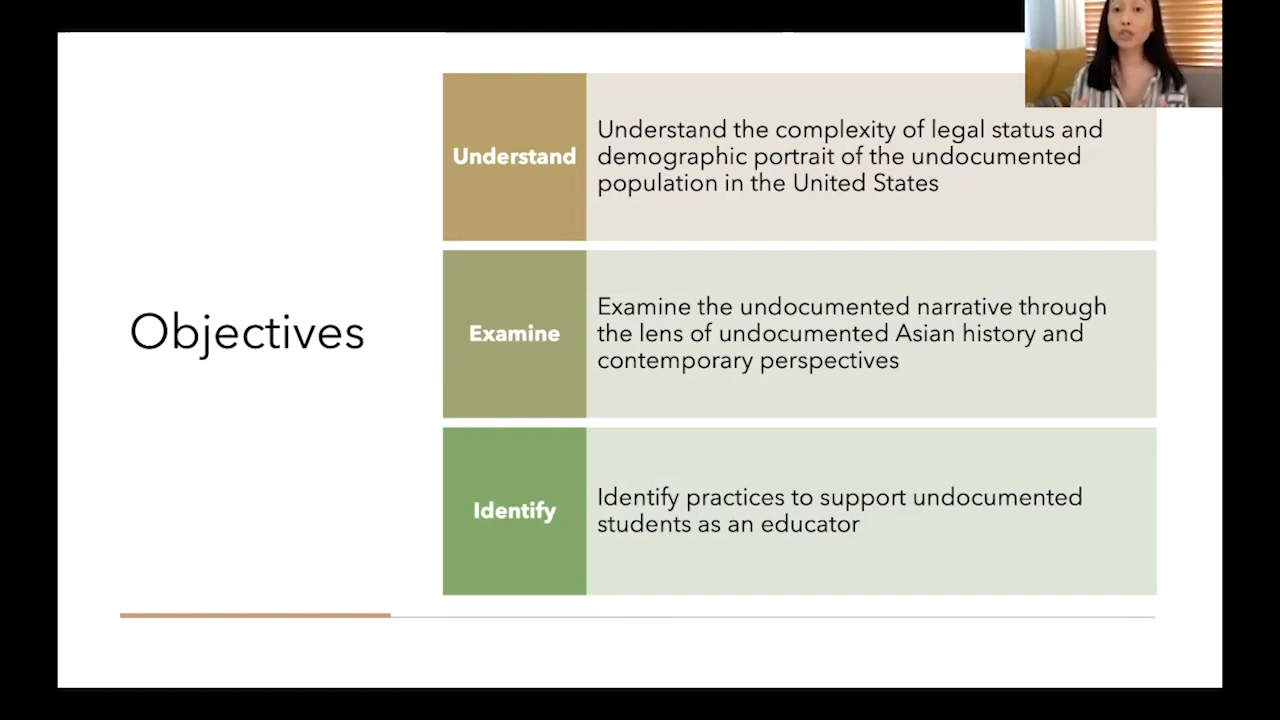 Objectives
Understand
Understand the complexity of legal status and
demographic portrait of the undocumented
population in the United States
Examine
Examine the undocumented narrative through
the lens of undocumented Asian history and
contemporary perspectives
Identify
Identify practices to support undocumented
students as an educator